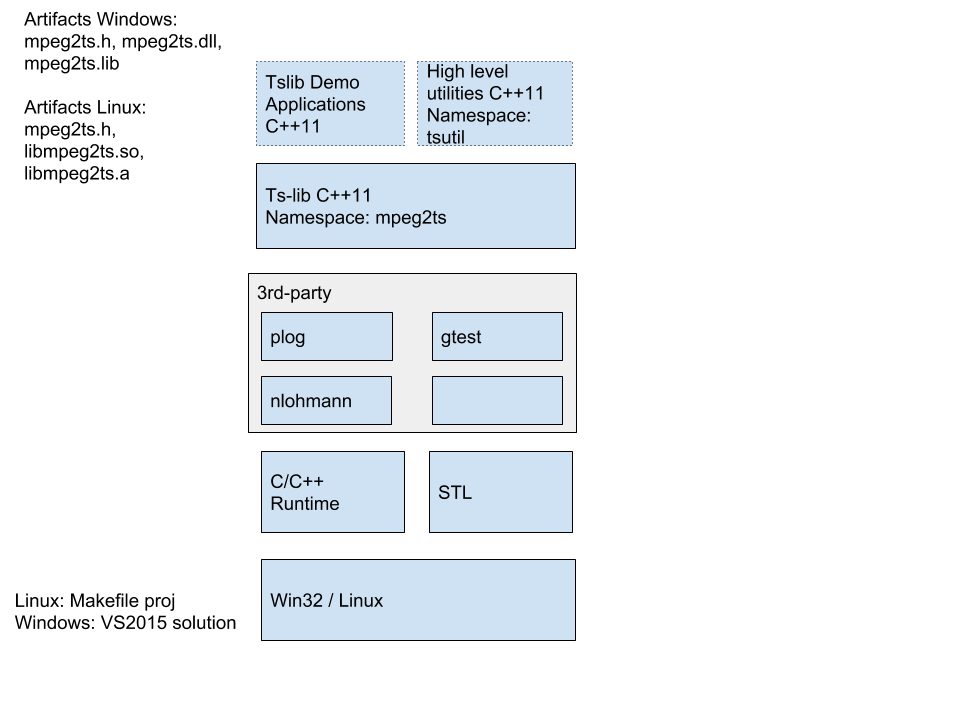 Artifacts Windows:
mpeg2ts.h, mpeg2ts.dll,
mpeg2ts.lib
Artifacts Linux:
mpeg2ts.h,
libmpeg2ts.so,
libmpeg2ts.a
Tslib Demo
Applications
C++11
High level
utilities C++11
Namespace:
tsutil
Ts-lib C++11
Namespace: mpeg2ts
3rd-party
plog
gtest
nlohmann
C/C++
Runtime
STL
Win32 / Linux
Linux: Makefile proj
Windows: VS2015 solution